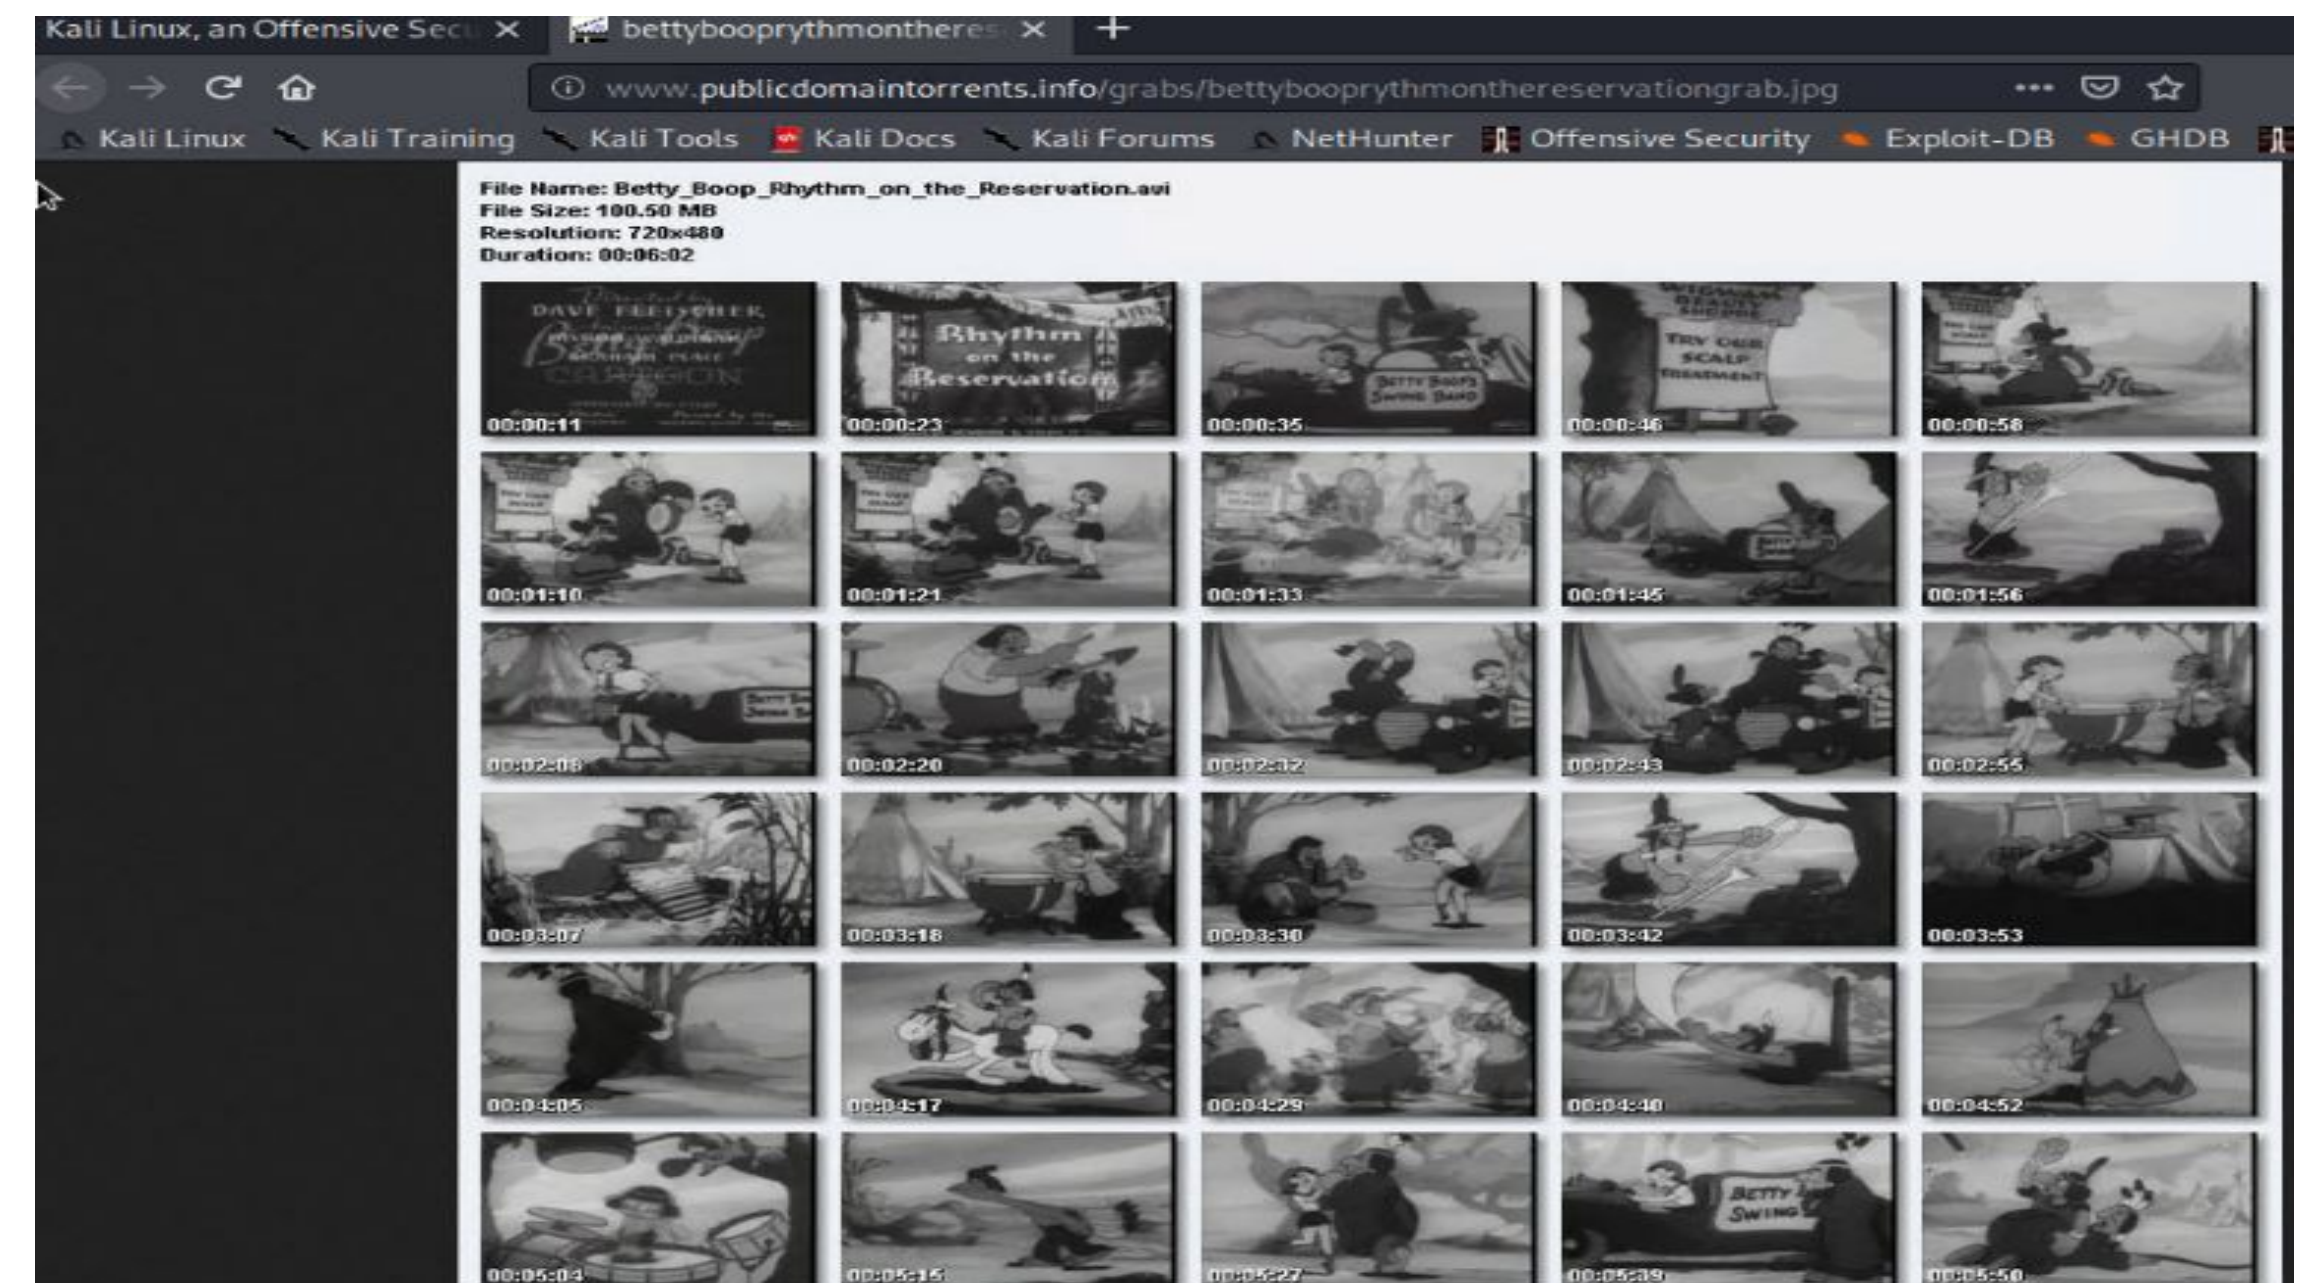 Kali Linux, an Offensive Sec
bettybooprythmontheres
www.publicdomaintorrents.info/grabs/bettybooprythmonthereservationgrab.jpg
Kali Linux Kali Training Kali Tools Kali Docs Kali Forums NetHunter Offensive Security Exploit-DB GHDB
File Name: Betty_Boop_Rhythm_on_the_Reservation.avi
File Size: 100.50 MB
Resolution: 720x480
Duration: 00:06:02
DAVE FLEISCHER
CARTOON
00:00:11
Rhythm
on the
Reservation
00:00:23
BETTY BOOP'S
SWING BAND
00:00:35
WIGWAM
BEAUTY
SHOPPE
TRY OUR
SCALP
TREATMENT
00:00:46
00:00:58
00:01:10
00:01:21
00:01:33
00:01:45
00:01:56
00:02:08
00:02:20
00:02:32
00:02:43
00:02:55
00:03:07
00:03:18
00:03:30
00:03:42
00:03:53
00:04:05
00:04:17
00:04:29
00:04:40
00:04:52
00:05:04
00:05:15
00:05:27
BETTY
SWING
00:05:39
00:05:50